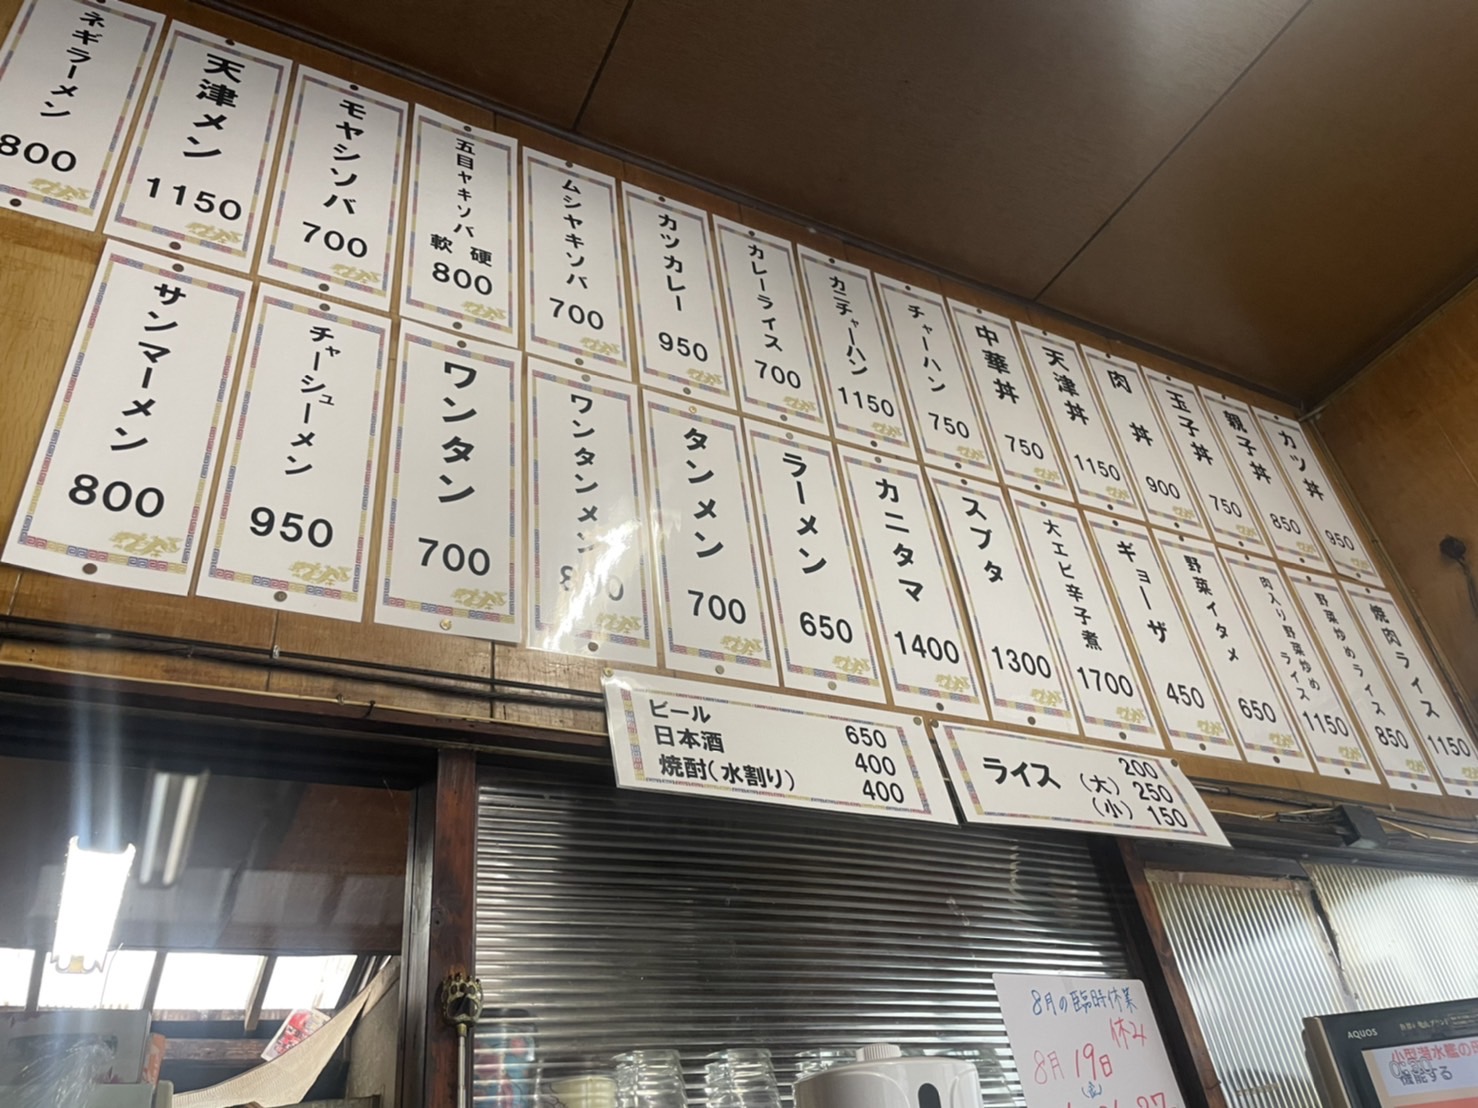 ネギラーメン
800
天津メン
1150
モヤシソバ
700
五目ヤキソバ
軟 硬
800
ムシヤキソバ
700
カツカレー
950
カレーライス
700
カニチャーハン
1150
チャーハン
750
中華丼
750
天津丼
1150
肉丼
900
玉子丼
750
親子丼
850
カツ丼
950
サンマーメン
800
チャーシューメン
950
ワンタン
700
ワンタンメン
タンメン
700
ラーメン
650
カニタマ
1400
スブタ
1300
大エビ辛子煮
1700
ギョーザ
450
野菜イタメ
650
肉入り野菜炒め
ライス
1150
野菜炒めライス
850
焼肉ライス
1150
ビール 650
日本酒 400
焼酎(水割り) 400
ライス 200
(大) 250
(小) 150
8月の臨時休業
休み
8月19日
AQUOS
小型潜水艦の
機能する